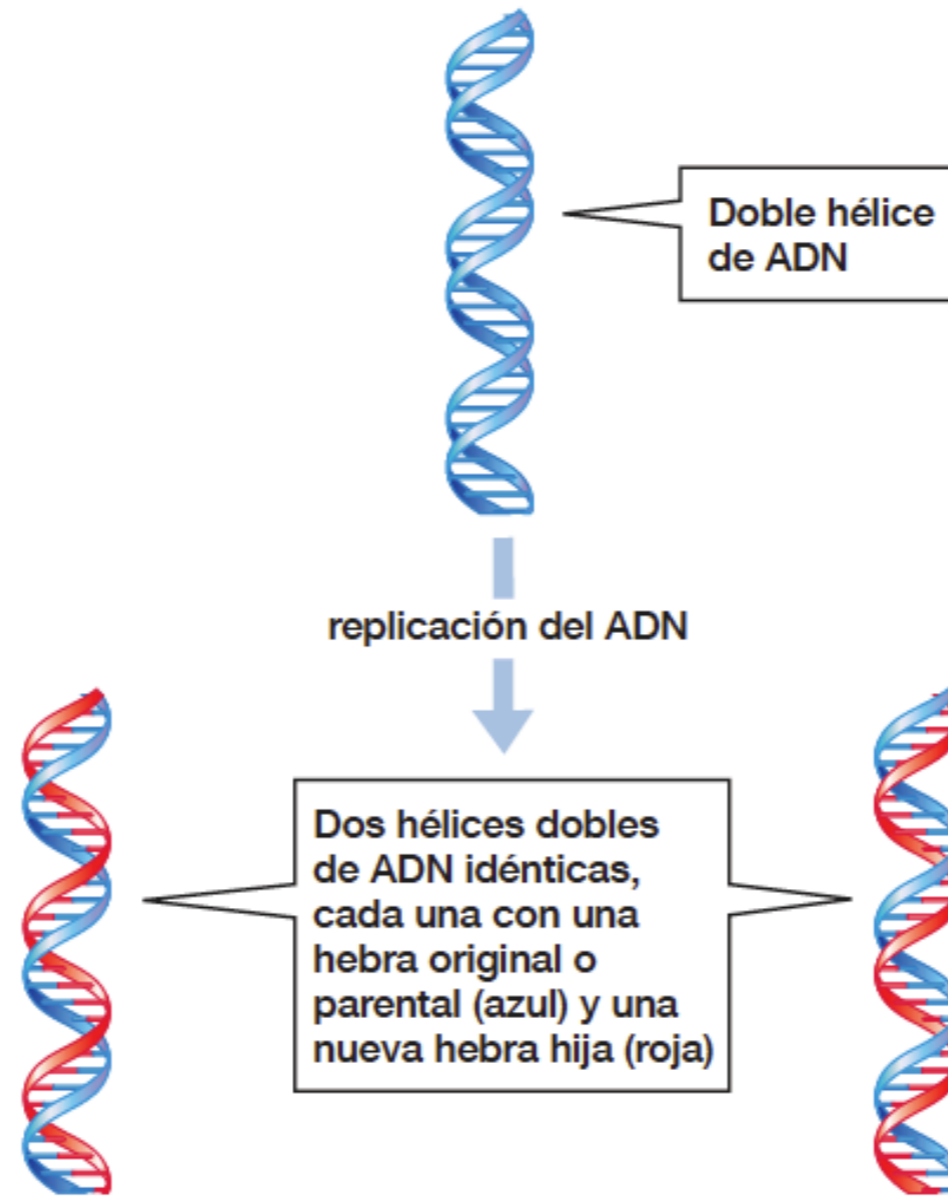 Doble hélice
de ADN
replicación del ADN
Dos hélices dobles
de ADN idénticas,
cada una con una
hebra original o
parental (azul) y una
nueva hebra hija (roja)